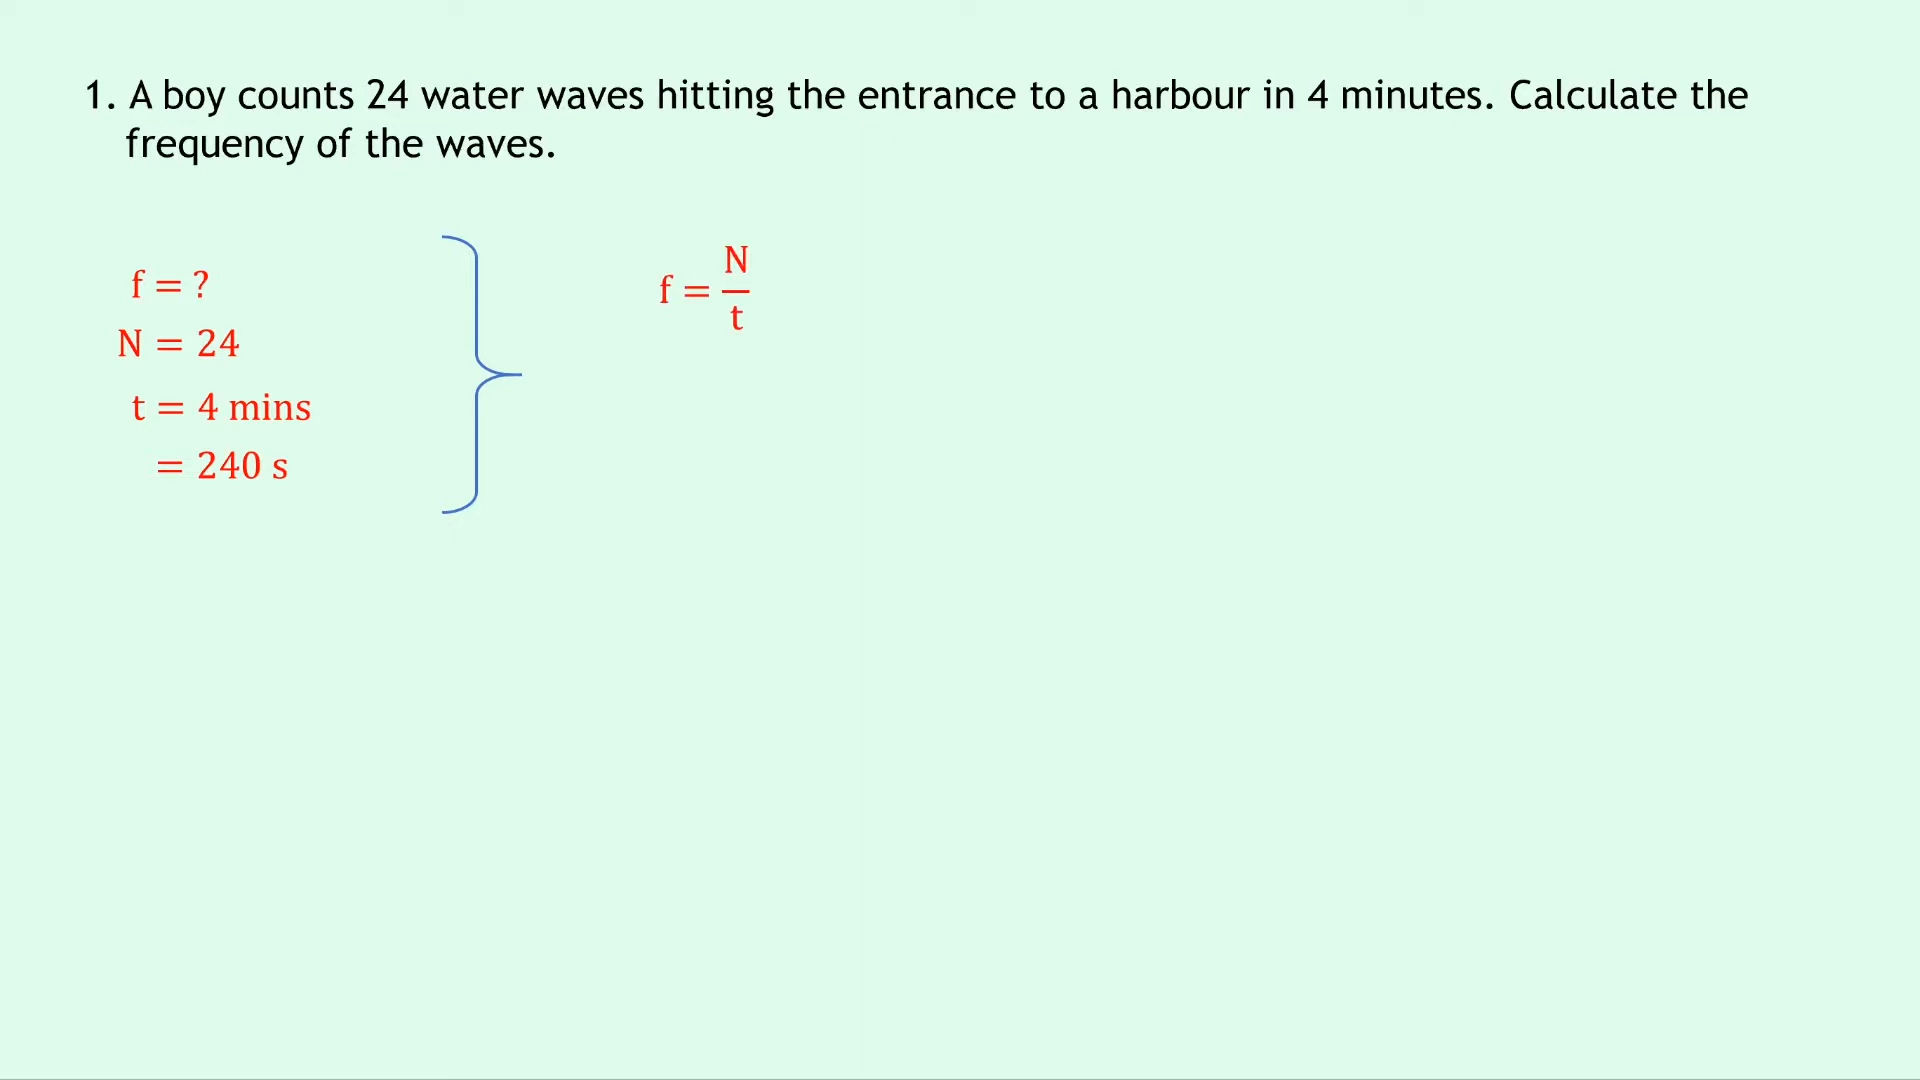 1. A boy counts 24 water waves hitting the entrance to a harbour in 4 minutes. Calculate the
frequency of the waves.
f = ?
N = 24
t = 4 mins
= 240 s
f = N/t